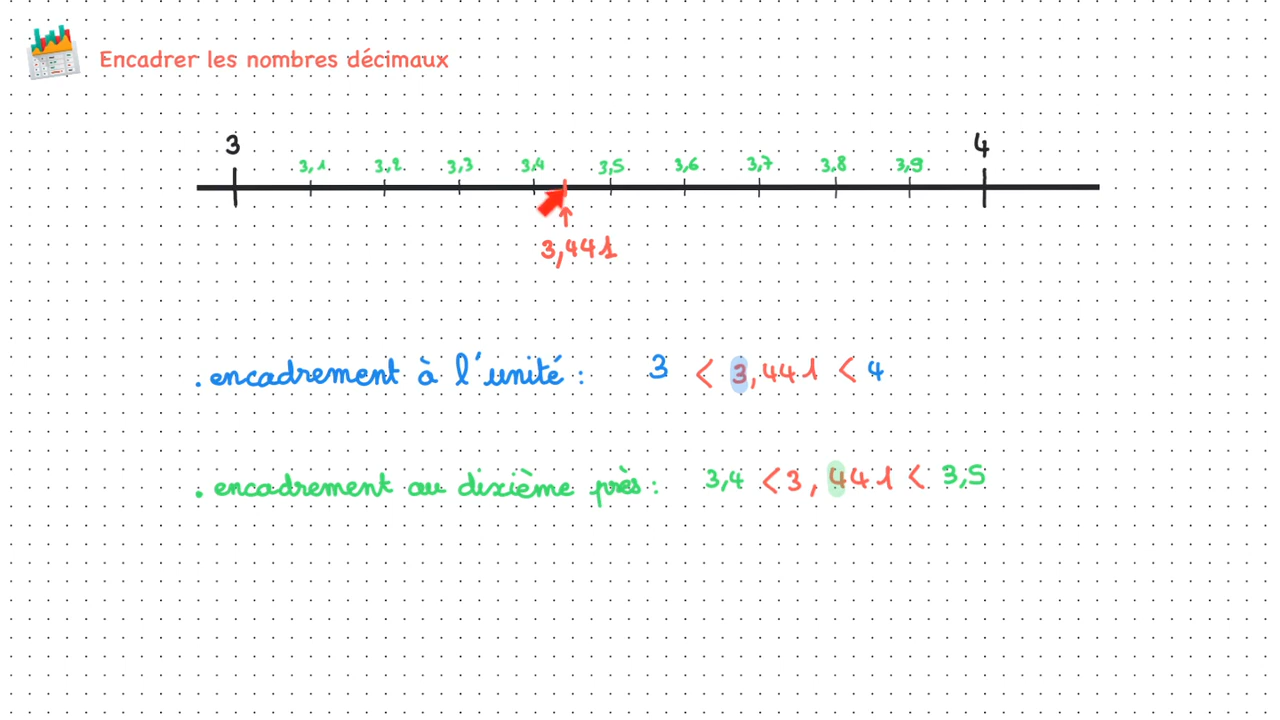 Encadrer les nombres décimaux
3 4
3,1 3,2 3,3 3,4 3,5 3,6 3,7 3,8 3,9
3,441
. encadrement à l'unité : 3 < 3,441 < 4
. encadrement au dixième près : 3,4 < 3,441 < 3,5